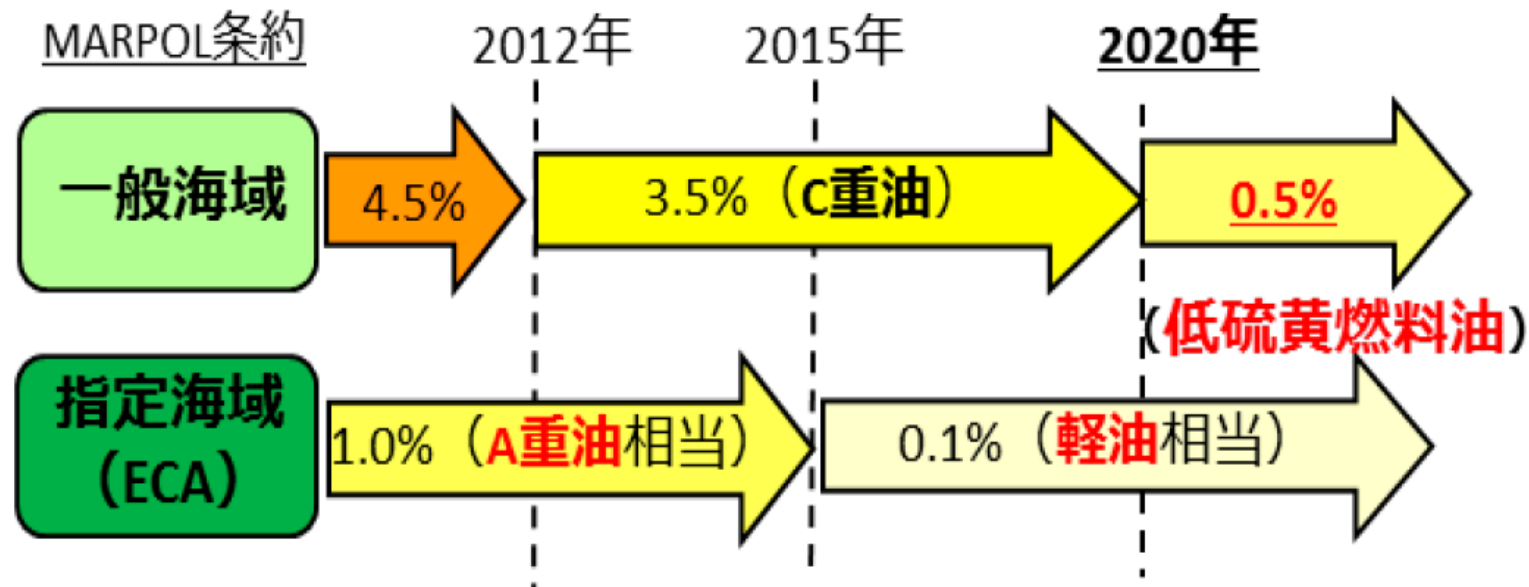 MARPOL条約 2012年 2015年 2020年
一般海域 4.5% 3.5%（C重油） 0.5%
(低硫黄燃料油)
指定海域
（ECA）
1.0%（A重油相当） 0.1%（軽油相当）